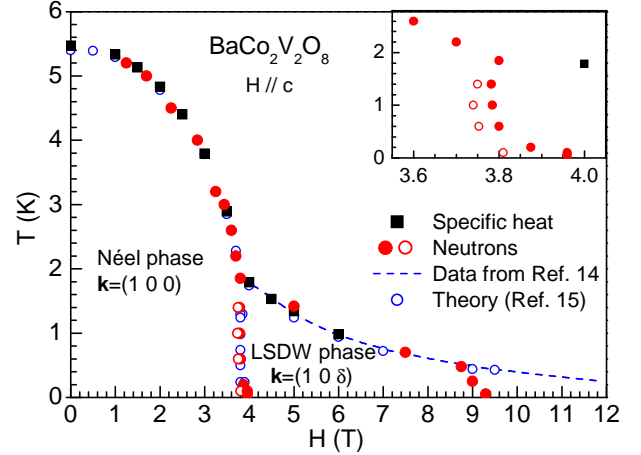 BaCo₂V₂O₈
H // c
T (K)
6
5
4
3
2
1
0
2
1
0
3.6
3.8
4.0
Specific heat
Neutrons
Data from Ref. 14
Theory (Ref. 15)
Néel phase
k=(1 0 0)
LSDW phase
k=(1 0 δ)
0 1 2 3 4 5 6 7 8 9 10 11 12
H (T)